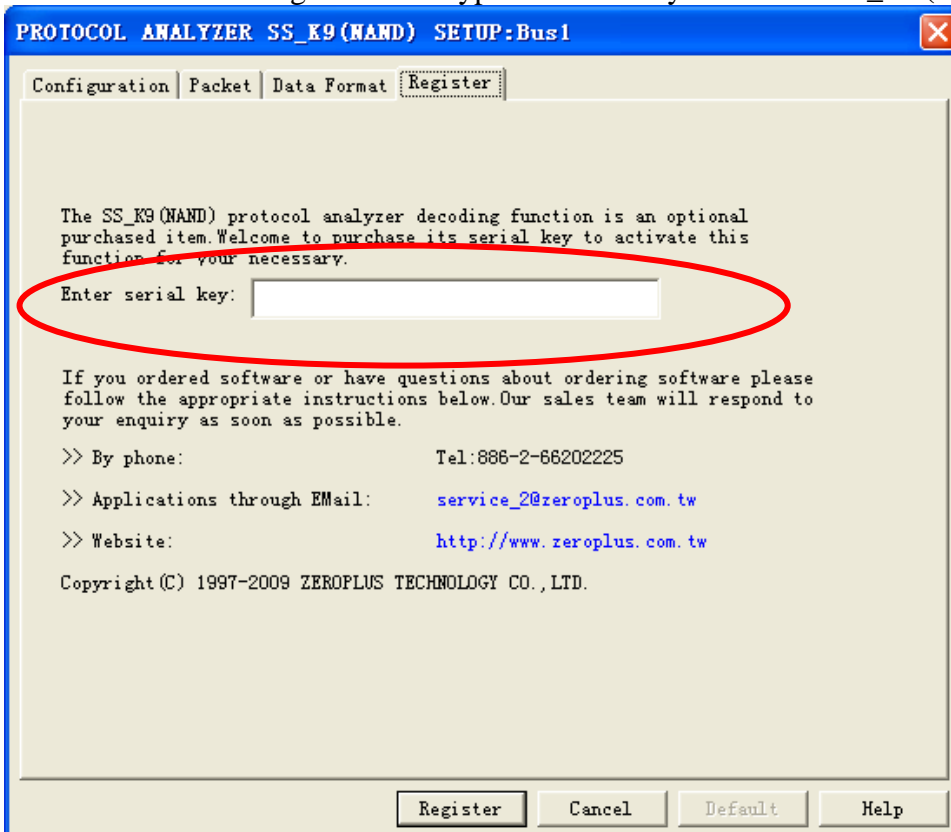 PROTOCOL ANALYZER SS_K9(NAND) SETUP:Bus1
Configuration Packet Data Format Register
The SS_K9(NAND) protocol analyzer decoding function is an optional
purchased item.Welcome to purchase its serial key to activate this
function for your necessary.
Enter serial key:
If you ordered software or have questions about ordering software please
follow the appropriate instructions below.Our sales team will respond to
your enquiry as soon as possible.
>> By phone: Tel:886-2-66202225
>> Applications through EMail: service_2@zeroplus.com.tw
>> Website: http://www.zeroplus.com.tw
Copyright(C) 1997-2009 ZEROPLUS TECHNOLOGY CO.,LTD.
Register Cancel Default Help